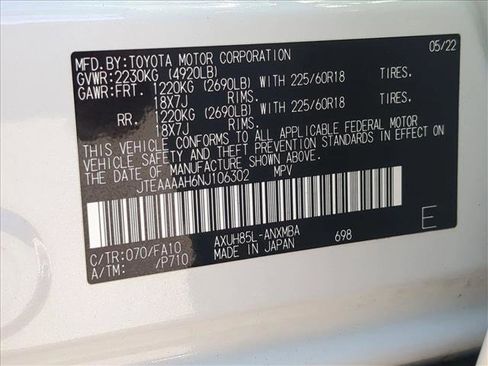 MFD.BY:TOYOTA MOTOR CORPORATION 05/22
GVWR:2230KG (4920LB)
GAWR:FRT. 1220KG (2690LB) WITH 225/60R18 TIRES.
18X7J RIMS.
RR. 1220KG (2690LB) WITH 225/60R18 TIRES.
18X7J RIMS.
THIS VEHICLE CONFORMS TO ALL APPLICABLE FEDERAL MOTOR
VEHICLE SAFETY AND THEFT PREVENTION STANDARDS IN EFFECT ON
THE DATE OF MANUFACTURE SHOWN ABOVE.
JTEAAAAH6NJ106302 MPV
C/TR:070/FA10 AXUH85L-ANXMBA 698 E
A/TM: /P710 MADE IN JAPAN